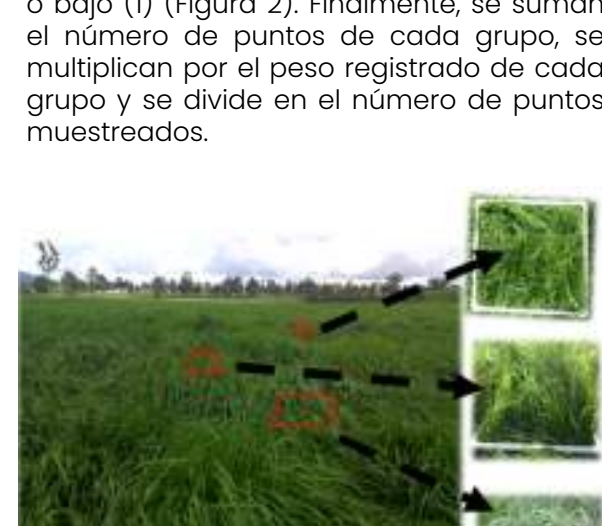 o bajo (1) (Figura 2). Finalmente, se suman
el número de puntos de cada grupo, se
multiplican por el peso registrado de cada
grupo y se divide en el número de puntos
muestreados.